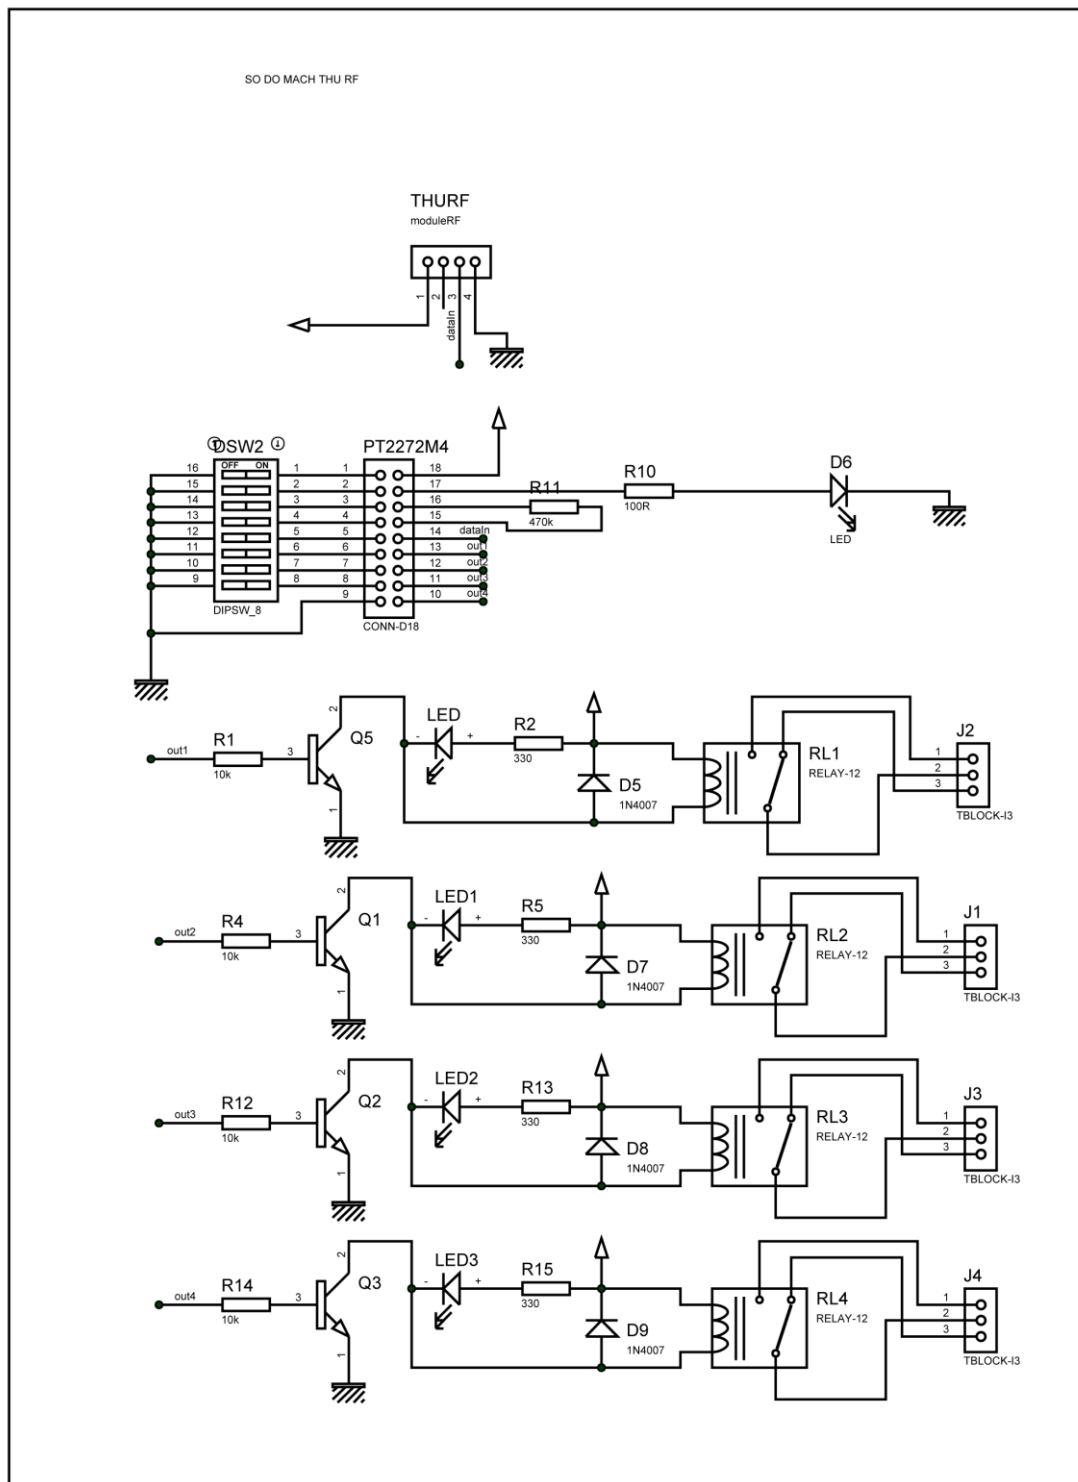 SO DO MACH THU RF
THURF
moduleRF
1 2 3 4
dataIn
DSW2
OFF ON
PT2272M4
16 1 1 18
15 2 2 17
14 3 3 16
13 4 4 15
12 5 5 14 dataIn
11 6 6 13 out1
10 7 7 12 out2
9 8 8 11 out3
9 10 out4
DIPSW_8
CONN-D18
R11
470k
R10
100R
D6
LED
out1
R1
10k
3
2
1
Q5
LED
- +
R2
330
D5
1N4007
RL1
RELAY-12
J2
1
2
3
TBLOCK-I3
out2
R4
10k
3
2
1
Q1
LED1
- +
R5
330
D7
1N4007
RL2
RELAY-12
J1
1
2
3
TBLOCK-I3
out3
R12
10k
3
2
1
Q2
LED2
- +
R13
330
D8
1N4007
RL3
RELAY-12
J3
1
2
3
TBLOCK-I3
out4
R14
10k
3
2
1
Q3
LED3
- +
R15
330
D9
1N4007
RL4
RELAY-12
J4
1
2
3
TBLOCK-I3